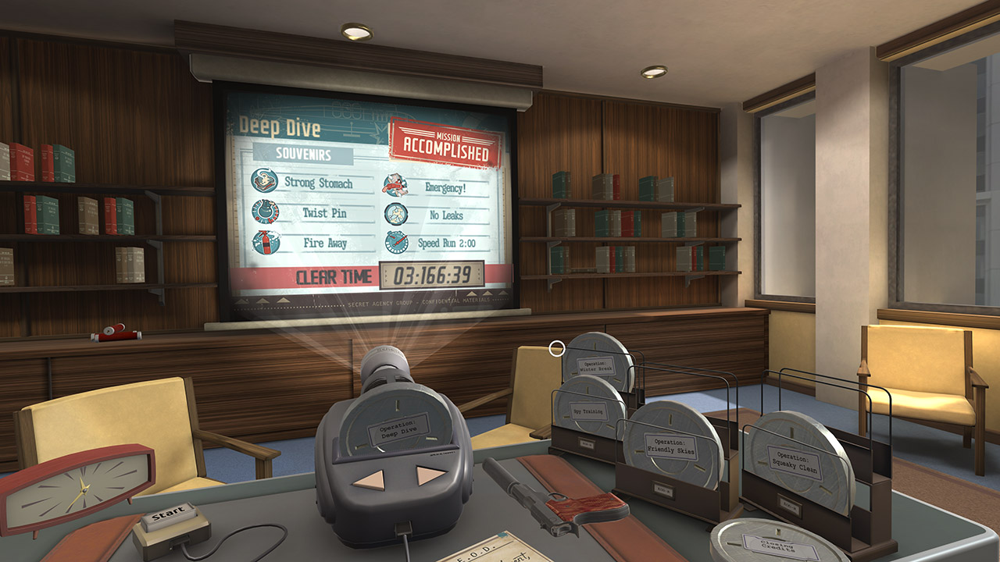 Deep Dive
MISSION
ACCOMPLISHED
SOUVENIRS
Strong Stomach
Emergency!
Twist Pin
No Leaks
Fire Away
Speed Run 2:00
CLEAR TIME
03:166:39
SECRET AGENCY GROUP - CONFIDENTIAL MATERIALS
Operation:
Winter Break
Spy Training
Operation:
Deep Dive
Operation:
Friendly Skies
Operation:
Squeaky Clean
Start
Closing
Credits
E.O.D.